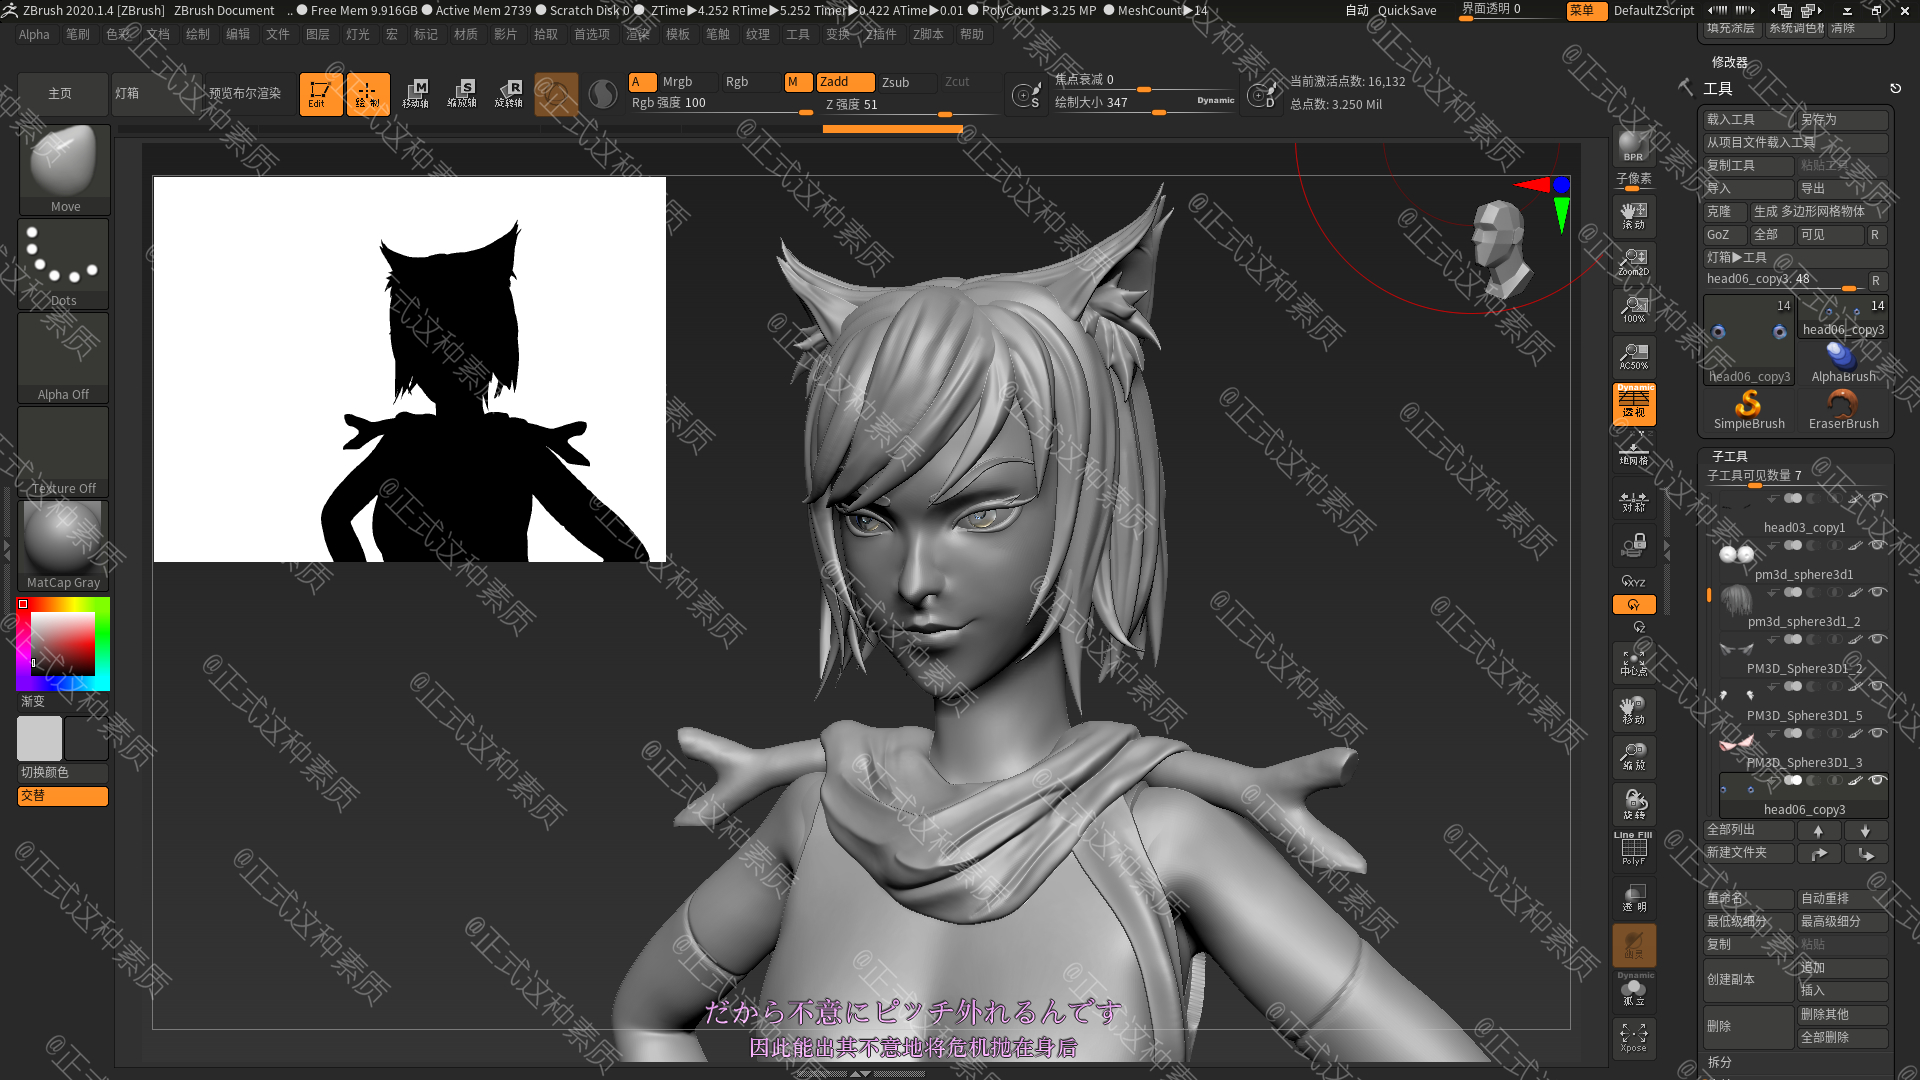 ZBrush 2020.1.4 [ZBrush] ZBrush Document .. Free Mem 9.916GB Active Mem 2739 Scratch Disk 0 ZTime▶4.252 RTime▶5.252 Timer▶0.422 ATime▶0.01 PolyCount▶3.25 MP MeshCount▶14
自动 QuickSave 界面透明 0 菜单 DefaultZScript
Alpha 笔刷 色彩 文档 绘制 编辑 文件 图层 灯光 宏 标记 材质 影片 拾取 首选项 渲染 模板 笔触 纹理 工具 变换 Z插件 Z脚本 帮助
主页 灯箱 预览布尔渲染 Edit 绘制 移动轴 缩放轴 旋转轴
A Mrgb Rgb M Zadd Zsub Zcut
Rgb 强度 100 Z 强度 51
焦点衰减 0
绘制大小 347 Dynamic
当前激活点数: 16,132
总点数: 3.250 Mil
Move
Dots
Alpha Off
Texture Off
MatCap Gray
渐变
切换颜色
交替
BPR
子像素
滚动
Zoom2D
100%
AC50%
Dynamic
透视
地网格
对称
XYZ
中心点
移动
缩放
旋转
Line Fill
PolyF
透明
Dynamic
孤立
Xpose
填充涂层 清除
修改器
工具
载入工具 另存为
从项目文件载入工具
复制工具 粘贴工具
导入 导出
克隆 生成 多边形网格物体
GoZ 全部 可见 R
灯箱▶工具
head06_copy3. 48 R
14 14
head06_copy3
head06_copy3 AlphaBrush
SimpleBrush EraserBrush
子工具
子工具可见数量 7
head03_copy1
pm3d_sphere3d1
pm3d_sphere3d1_2
PM3D_Sphere3D1_2
PM3D_Sphere3D1_5
PM3D_Sphere3D1_3
head06_copy3
全部列出
新建文件夹
重命名 自动重排
最低级细分 最高级细分
复制 粘贴
创建副本 追加
插入
删除 删除其他
全部删除
拆分
だから不意にピッチ外れるんです
因此能出其不意地将危机抛在身后
@正式这种素质